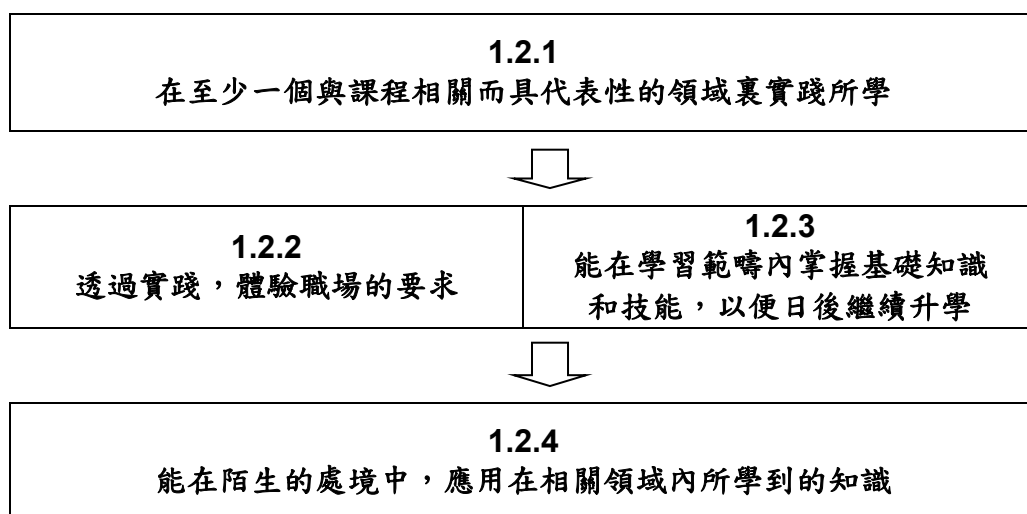 1.2.1
在至少一個與課程相關而具代表性的領域裏實踐所學
1.2.2
透過實踐，體驗職場的要求
1.2.3
能在學習範疇內掌握基礎知識
和技能，以便日後繼續升學
1.2.4
能在陌生的處境中，應用在相關領域內所學到的知識